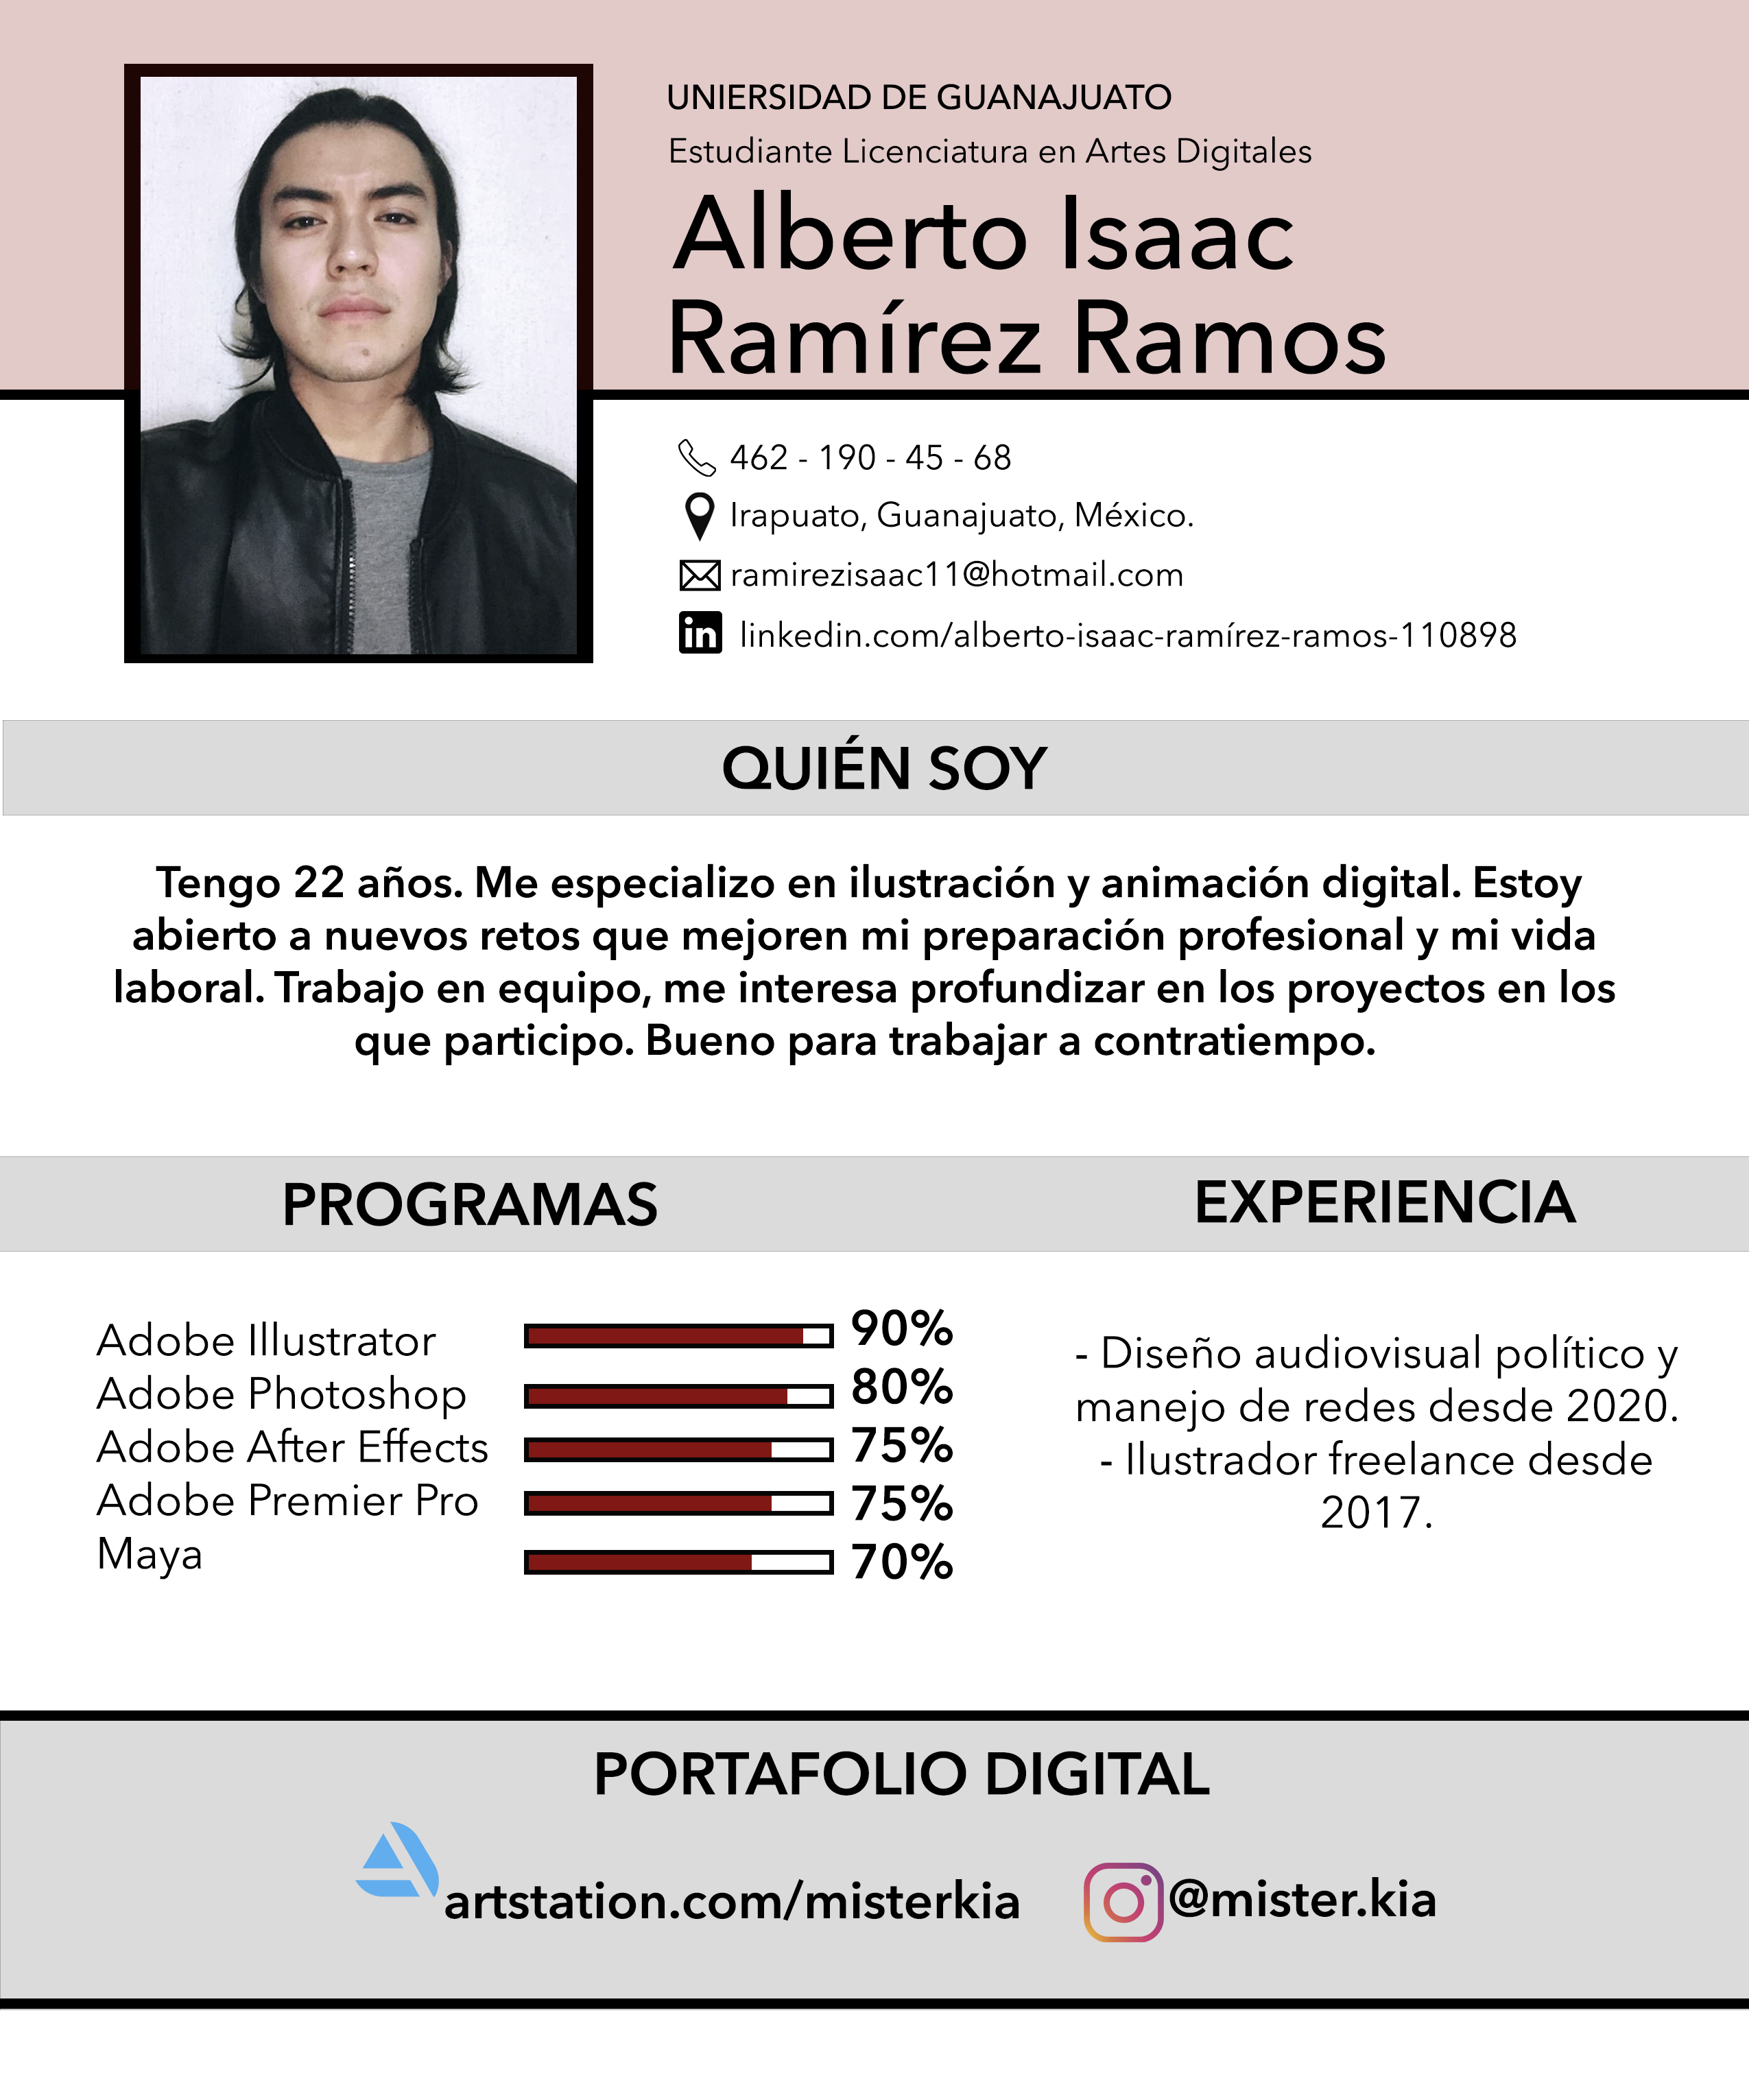 UNIERSIDAD DE GUANAJUATO
Estudiante Licenciatura en Artes Digitales
Alberto Isaac
Ramírez Ramos
462 - 190 - 45 - 68
Irapuato, Guanajuato, México.
ramirezisaac11@hotmail.com
in linkedin.com/alberto-isaac-ramírez-ramos-110898
QUIÉN SOY
Tengo 22 años. Me especializo en ilustración y animación digital. Estoy
abierto a nuevos retos que mejoren mi preparación profesional y mi vida
laboral. Trabajo en equipo, me interesa profundizar en los proyectos en los
que participo. Bueno para trabajar a contratiempo.
PROGRAMAS
Adobe Illustrator 90%
Adobe Photoshop 80%
Adobe After Effects 75%
Adobe Premier Pro 75%
Maya 70%
EXPERIENCIA
- Diseño audiovisual político y
manejo de redes desde 2020.
- Ilustrador freelance desde
2017.
PORTAFOLIO DIGITAL
artstation.com/misterkia @mister.kia